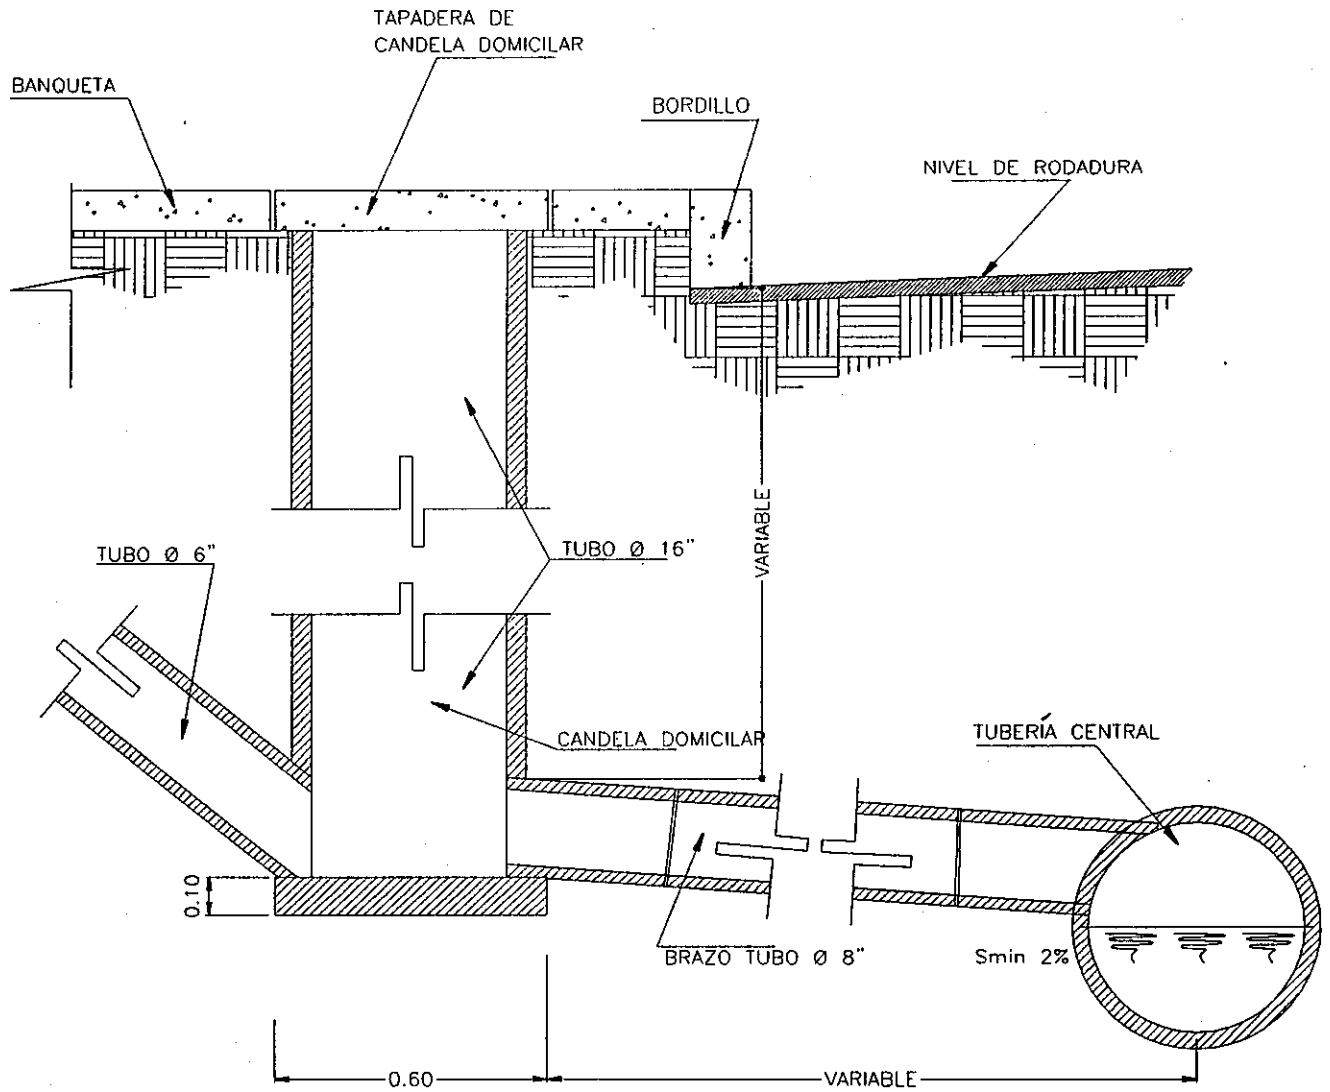 TAPADERA DE
CANDELA DOMICILAR
BANQUETA
BORDILLO
NIVEL DE RODADURA
VARIABLE
TUBO Ø 6"
TUBO Ø 16"
CANDELA DOMICILAR
TUBERÍA CENTRAL
0.10
BRAZO TUBO Ø 8"
Smin 2%
0.60
VARIABLE